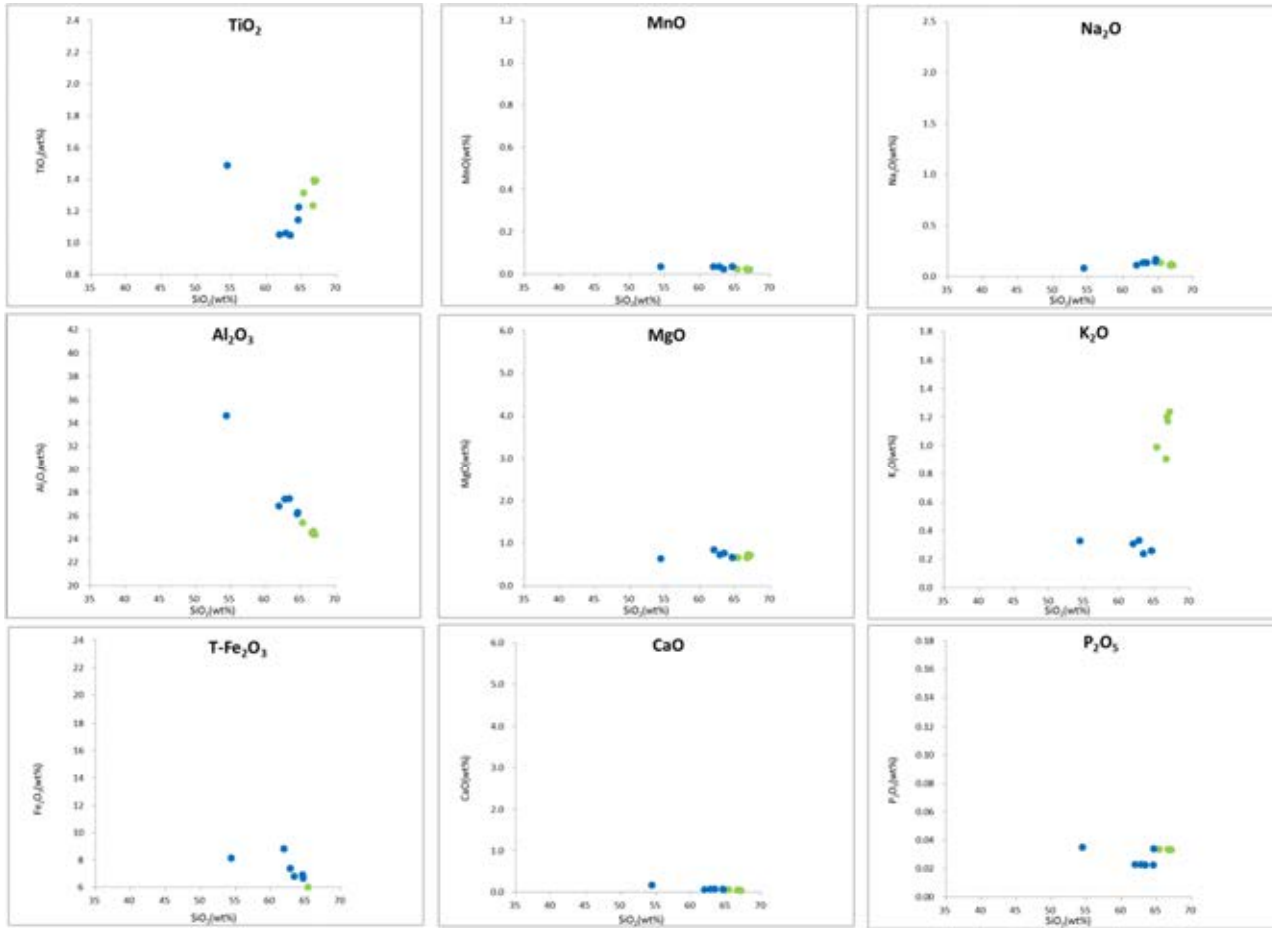 TiO₂
2.4
2.2
2.0
1.8
1.6
1.4
1.2
1.0
0.8
TiO₂(wt%)
35 40 45 50 55 60 65 70
SiO₂(wt%)
MnO
1.2
1.0
0.8
0.6
0.4
0.2
0.0
MnO(wt%)
35 40 45 50 55 60 65 70
SiO₂(wt%)
Na₂O
2.5
2.0
1.5
1.0
0.5
0.0
Na₂O(wt%)
35 40 45 50 55 60 65 70
SiO₂(wt%)
Al₂O₃
42
40
38
36
34
32
30
28
26
24
22
20
Al₂O₃(wt%)
35 40 45 50 55 60 65 70
SiO₂(wt%)
MgO
6.0
5.0
4.0
3.0
2.0
1.0
0.0
MgO(wt%)
35 40 45 50 55 60 65 70
SiO₂(wt%)
K₂O
1.8
1.6
1.4
1.2
1.0
0.8
0.6
0.4
0.2
0.0
K₂O(wt%)
35 40 45 50 55 60 65 70
SiO₂(wt%)
T-Fe₂O₃
24
22
20
18
16
14
12
10
8
6
Fe₂O₃(wt%)
35 40 45 50 55 60 65 70
SiO₂(wt%)
CaO
6.0
5.0
4.0
3.0
2.0
1.0
0.0
CaO(wt%)
35 40 45 50 55 60 65 70
SiO₂(wt%)
P₂O₅
0.18
0.16
0.14
0.12
0.10
0.08
0.06
0.04
0.02
0.00
P₂O₅(wt%)
35 40 45 50 55 60 65 70
SiO₂(wt%)